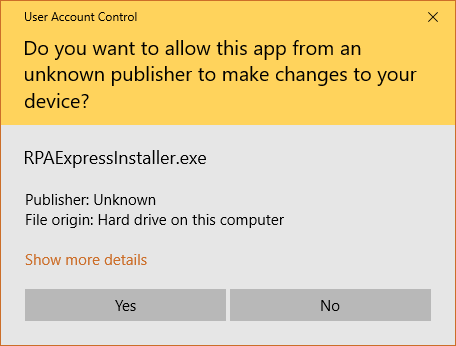 User Account Control
Do you want to allow this app from an
unknown publisher to make changes to your
device?
RPAExpressInstaller.exe
Publisher: Unknown
File origin: Hard drive on this computer
Show more details
Yes
No